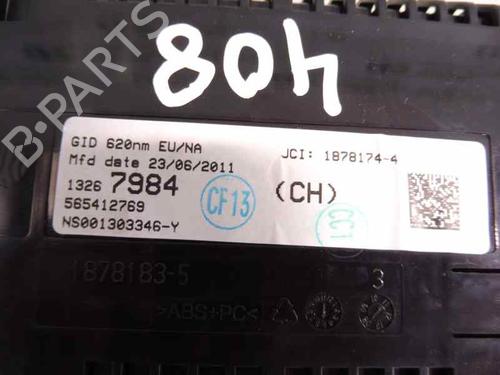 408
GID 620nm EU/NA
JCI: 1878174-4
Mfd date 23/06/2011
1326 7984
CF13
(CH)
565412769
NS001303346-Y
1878183-5
3
>ABS+PC<
B-PARTS